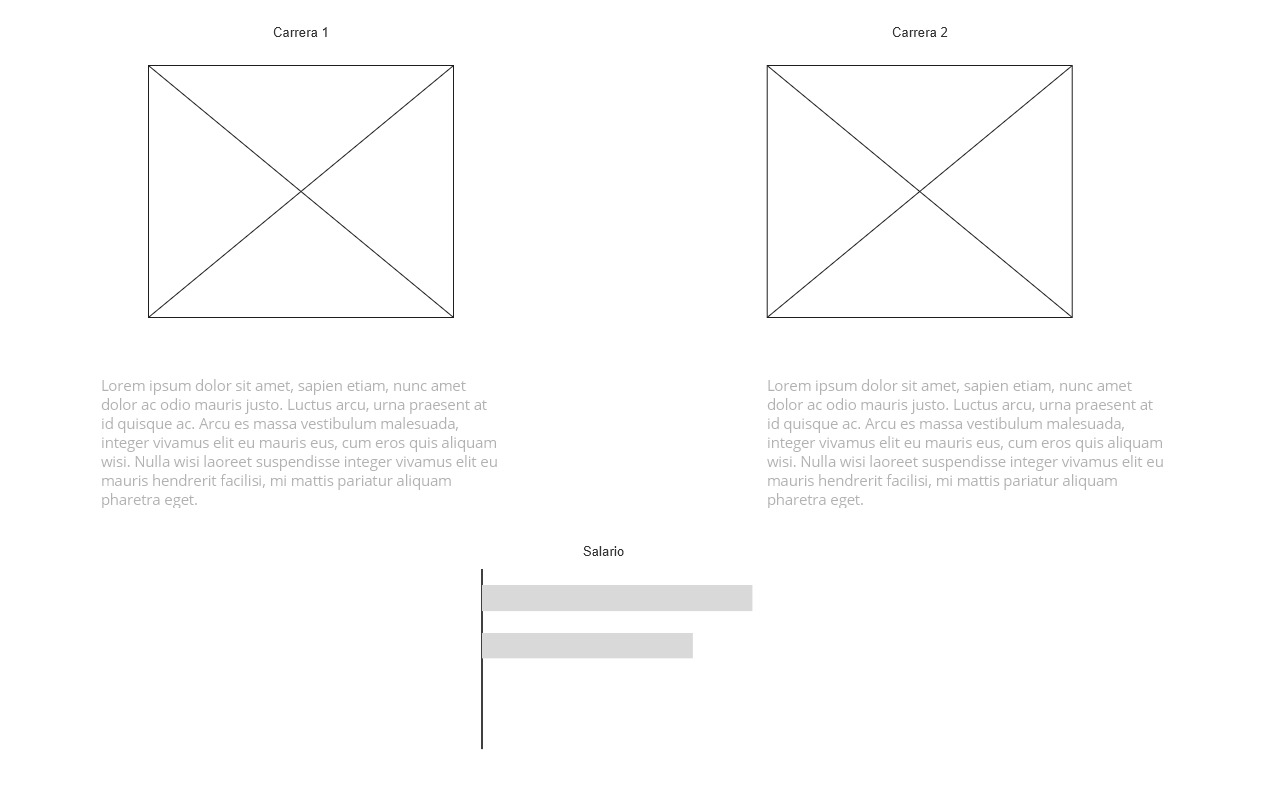 Carrera 1
Carrera 2
Lorem ipsum dolor sit amet, sapien etiam, nunc amet
dolor ac odio mauris justo. Luctus arcu, urna praesent at
id quisque ac. Arcu es massa vestibulum malesuada,
integer vivamus elit eu mauris eus, cum eros quis aliquam
wisi. Nulla wisi laoreet suspendisse integer vivamus elit eu
mauris hendrerit facilisi, mi mattis pariatur aliquam
pharetra eget.
Lorem ipsum dolor sit amet, sapien etiam, nunc amet
dolor ac odio mauris justo. Luctus arcu, urna praesent at
id quisque ac. Arcu es massa vestibulum malesuada,
integer vivamus elit eu mauris eus, cum eros quis aliquam
wisi. Nulla wisi laoreet suspendisse integer vivamus elit eu
mauris hendrerit facilisi, mi mattis pariatur aliquam
pharetra eget.
Salario